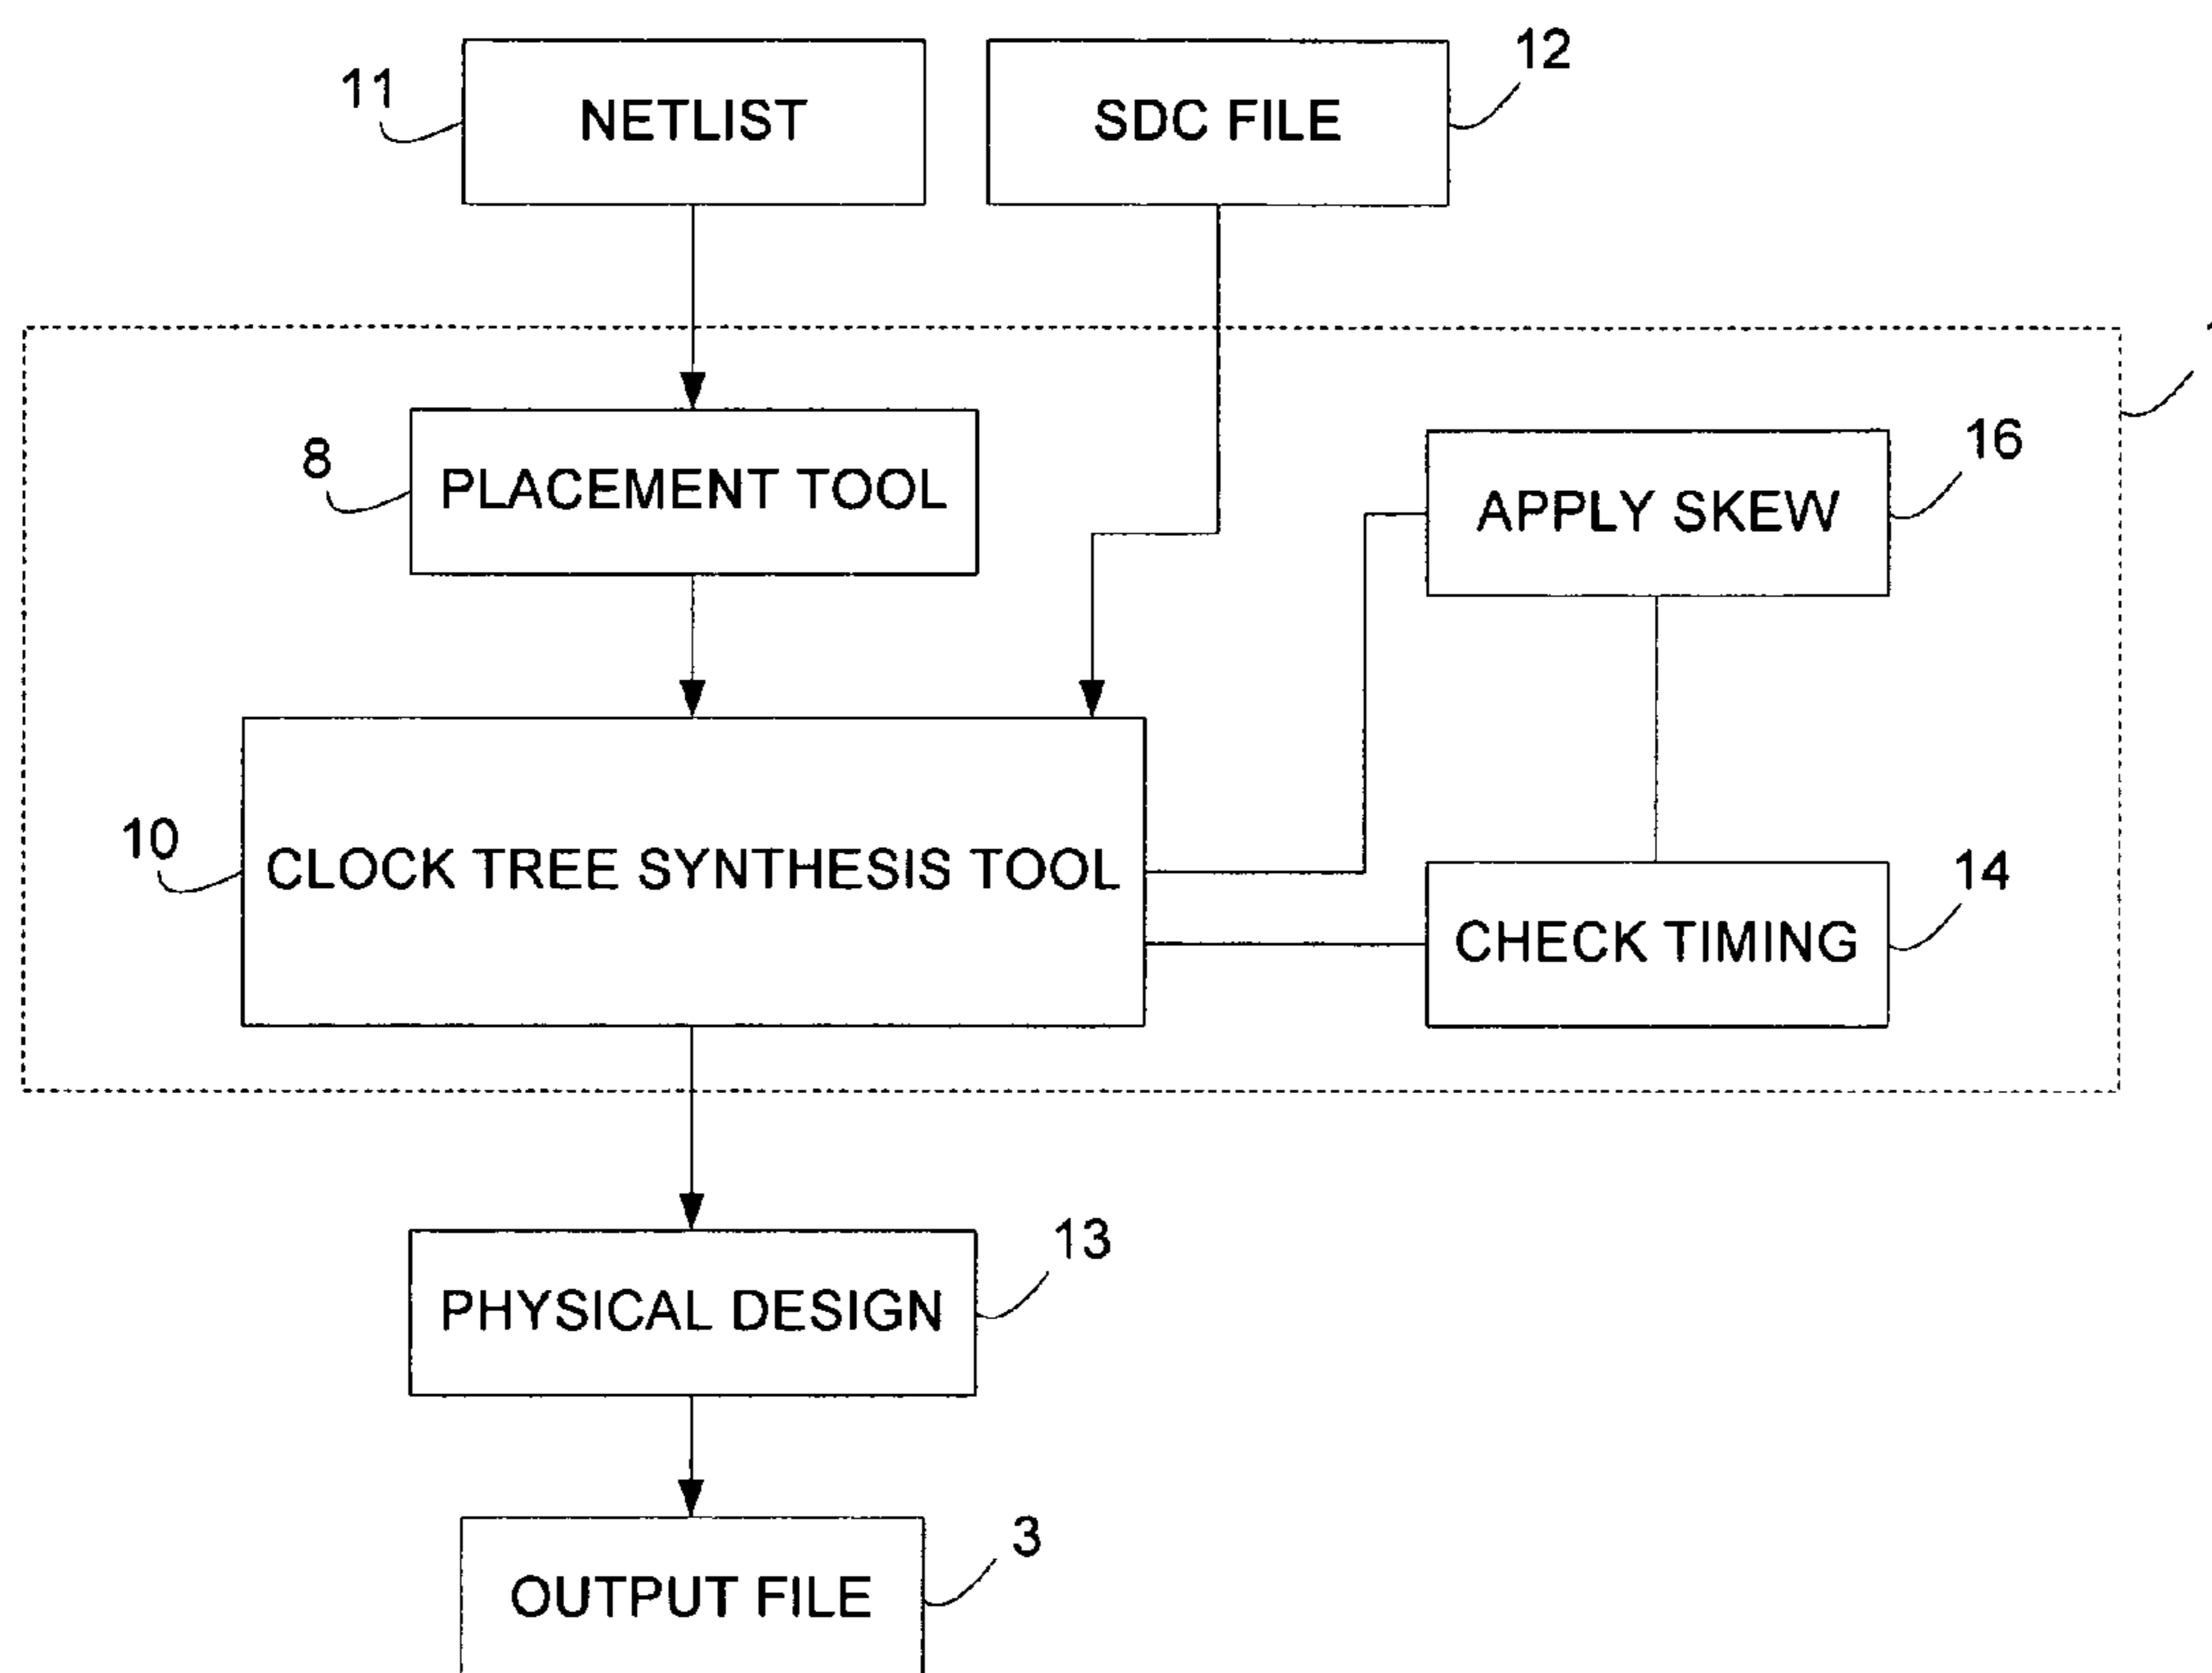 11
NETLIST
SDC FILE
12
8
PLACEMENT TOOL
APPLY SKEW
16
10
CLOCK TREE SYNTHESIS TOOL
CHECK TIMING
14
PHYSICAL DESIGN
13
OUTPUT FILE
3